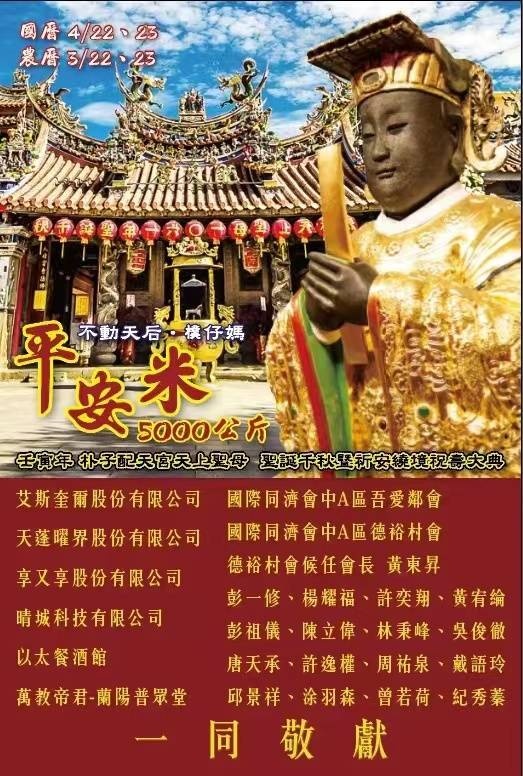 國曆 4/22、23
農曆 3/22、23
不動天后・樸仔媽
平安米
5000公斤
壬寅年 朴子配天宮天上聖母 聖誕千秋暨祈安繞境祝壽大典
艾斯奎爾股份有限公司
天蓬曜界股份有限公司
享又享股份有限公司
晴城科技有限公司
以太餐酒館
萬教帝君-蘭陽普眾堂
國際同濟會中A區吾愛鄰會
國際同濟會中A區德裕村會
德裕村會候任會長 黃東昇
彭一修、楊耀福、許奕翔、黃宥綸
彭祖儀、陳立偉、林秉峰、吳俊徹
唐天承、許逸權、周祐泉、戴語玲
邱景祥、涂羽森、曾若荷、紀秀蓁
一同敬獻